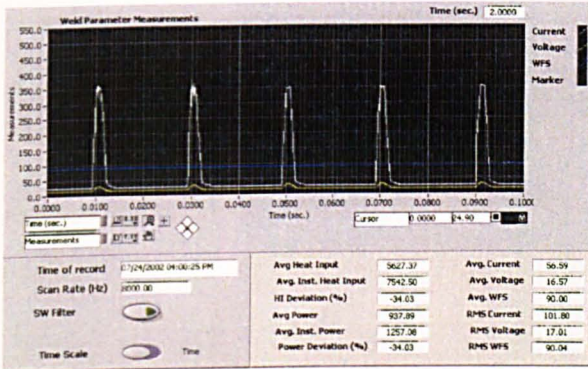 Weld Parameter Measurements
Time (sec.) 2.0000
Current
Voltage
WFS
Marker
Measurements
550.0
500.0
450.0
400.0
350.0
300.0
250.0
200.0
150.0
100.0
50.0
0.0
0.0000 0.0100 0.0200 0.0300 0.0400 0.0500 0.0600 0.0700 0.0800 0.0900 0.1000
Time (sec.)
Time (sec.)
Measurements
Cursor 0.0000 24.90
Time of record 07/24/2002 04:00:25 PM
Scan Rate (Hz) 8000.00
SW Filter
Time Scale Time
Avg Heat Input 5627.37
Avg. Inst. Heat Input 7542.50
HI Deviation (%) -34.03
Avg Power 937.89
Avg. Inst. Power 1257.08
Power Deviation (%) -34.03
Avg. Current 56.59
Avg. Voltage 16.57
Avg. WFS 90.00
RMS Current 101.80
RMS Voltage 17.01
RMS WFS 90.04